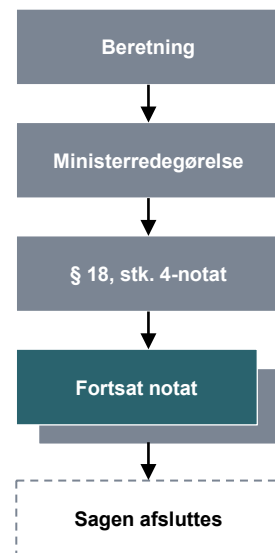 Beretning
Ministerredegørelse
§ 18, stk. 4-notat
Fortsat notat
Sagen afsluttes